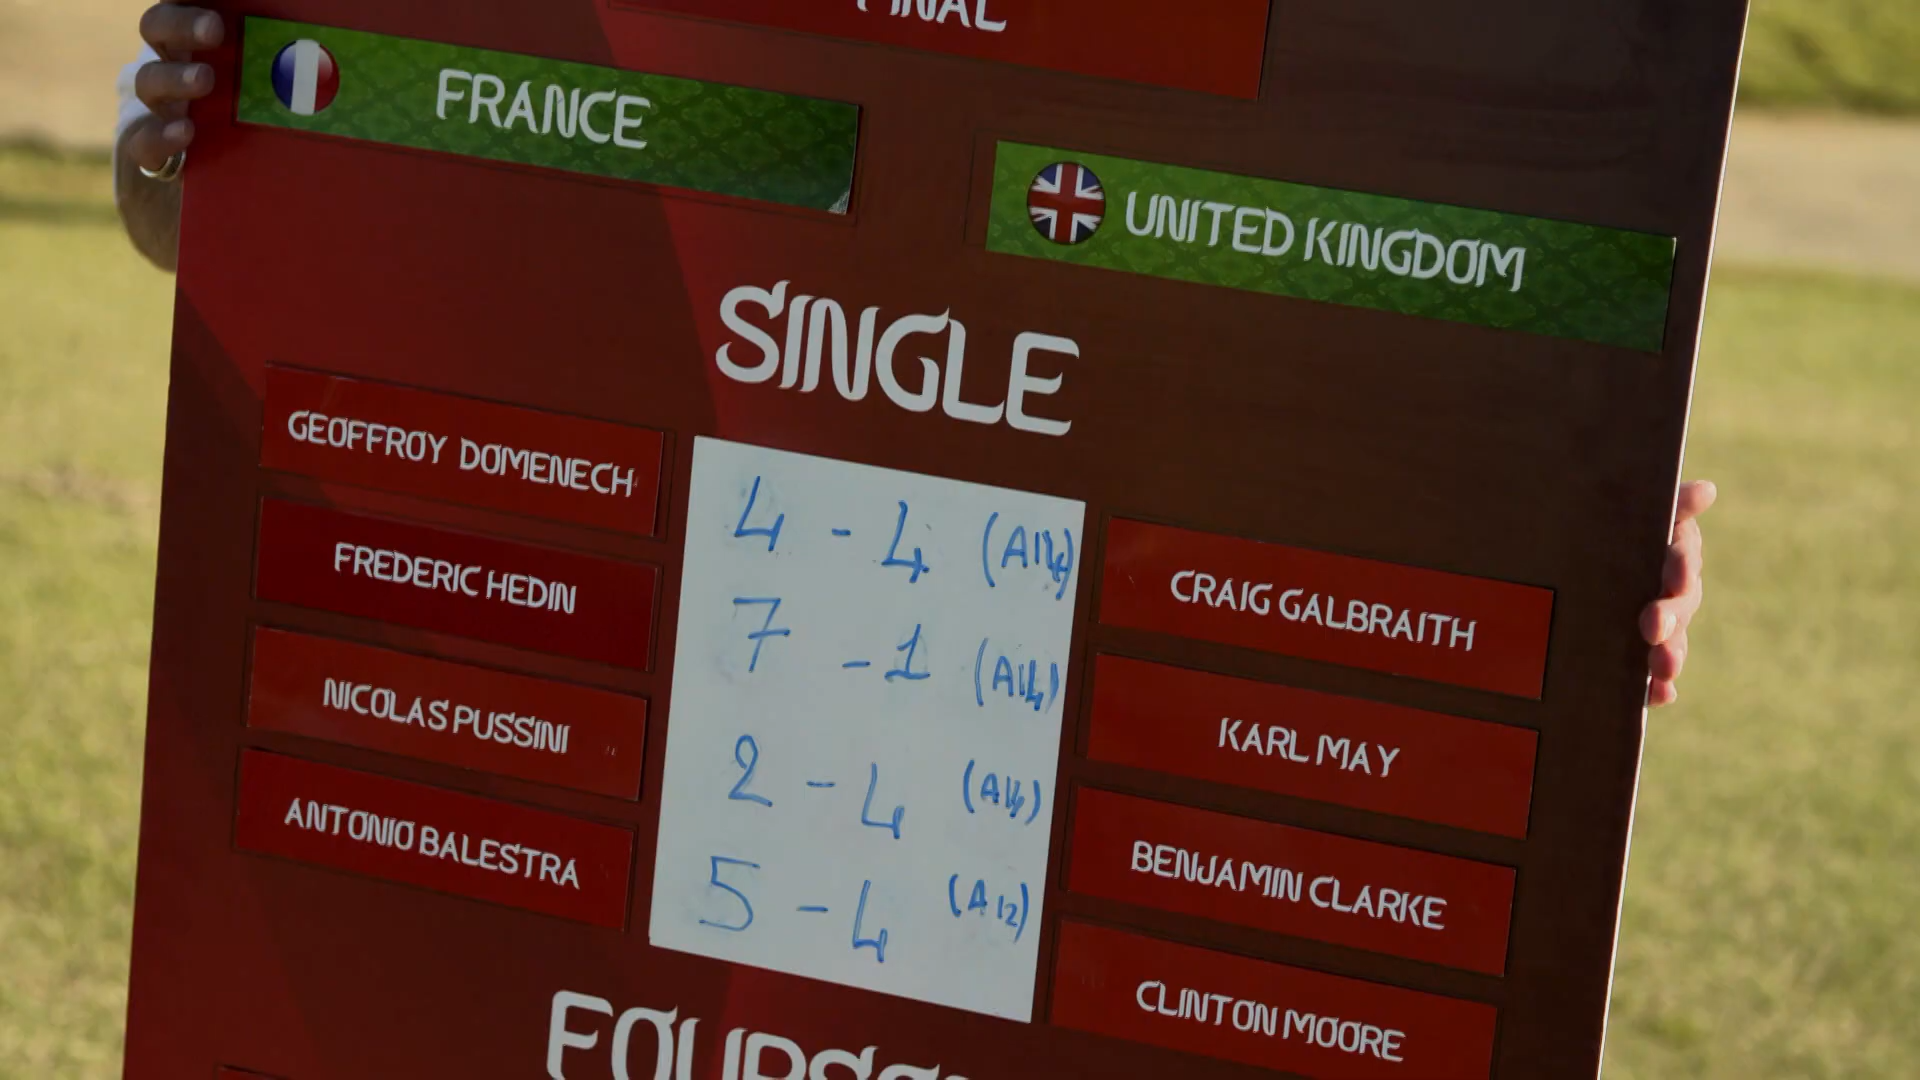 FINAL
FRANCE
UNITED KINGDOM
SINGLE
GEOFFROY DOMENECH
4 - 4 (A14)
CRAIG GALBRAITH
FREDERIC HEDIN
7 - 1 (A14)
KARL MAY
NICOLAS PUSSINI
2 - 4 (A14)
BENJAMIN CLARKE
ANTONIO BALESTRA
5 - 4 (A12)
CLINTON MOORE